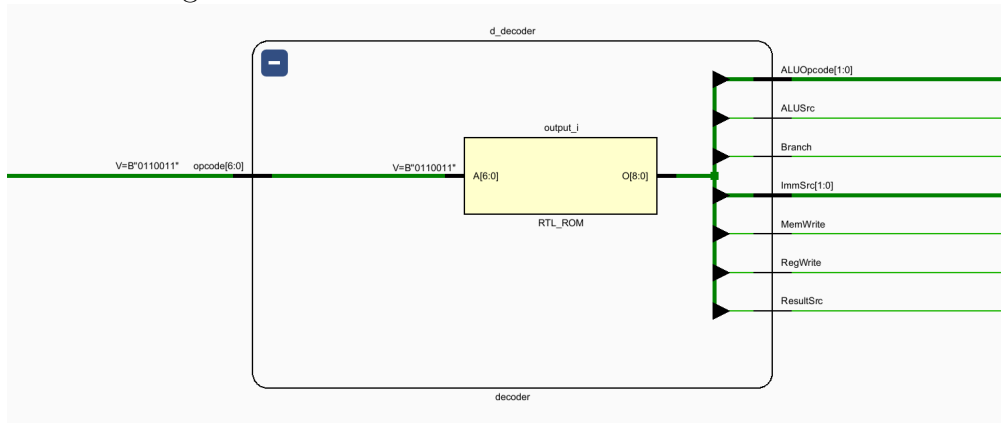 d_decoder
ALUOpcode[1:0]
ALUSrc
output_i
Branch
V=B"0110011" opcode[6:0]
V=B"0110011"
A[6:0] O[8:0]
ImmSrc[1:0]
RTL_ROM
MemWrite
RegWrite
ResultSrc
decoder